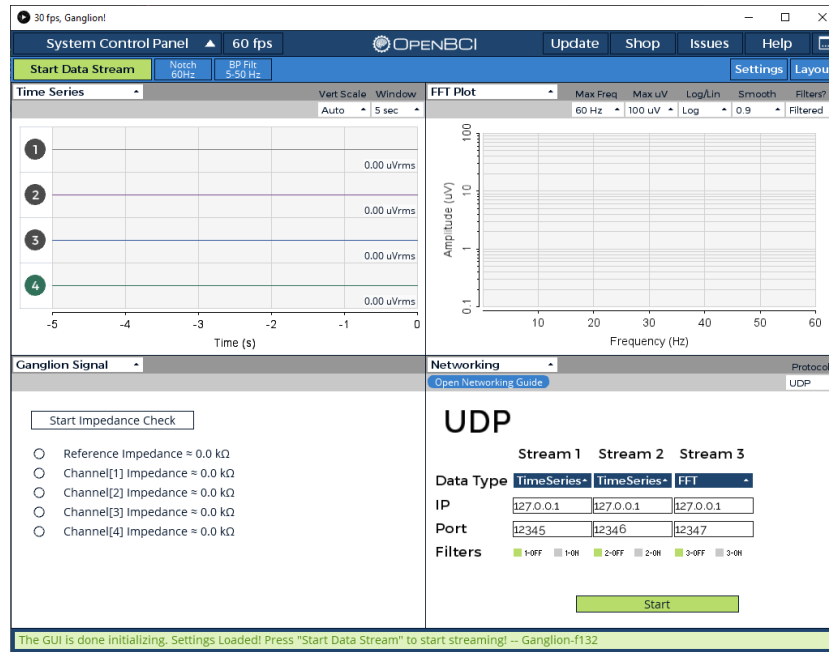 30 fps, Ganglion!
System Control Panel 60 fps OPENBCI Update Shop Issues Help
Start Data Stream Notch 60Hz BP Filt 5-50 Hz Settings Layou
Time Series
Vert Scale Window
Auto 5 sec
1 0.00 uVrms
2 0.00 uVrms
3 0.00 uVrms
4 0.00 uVrms
-5 -4 -3 -2 -1 0
Time (s)
FFT Plot
Max Freq Max uV Log/Lin Smooth Filters?
60 Hz 100 uV Log 0.9 Filtered
Amplitude (uV)
100
10
1
0.1
10 20 30 40 50 60
Frequency (Hz)
Ganglion Signal
Start Impedance Check
Reference Impedance ≈ 0.0 kΩ
Channel[1] Impedance ≈ 0.0 kΩ
Channel[2] Impedance ≈ 0.0 kΩ
Channel[3] Impedance ≈ 0.0 kΩ
Channel[4] Impedance ≈ 0.0 kΩ
Networking
Protocol
Open Networking Guide UDP
UDP
Stream 1 Stream 2 Stream 3
Data Type TimeSeries TimeSeries FFT
IP 127.0.0.1 127.0.0.1 127.0.0.1
Port 12345 12346 12347
Filters 1-OFF 1-ON 2-OFF 2-ON 3-OFF 3-ON
Start
The GUI is done initializing. Settings Loaded! Press "Start Data Stream" to start streaming! -- Ganglion-f132